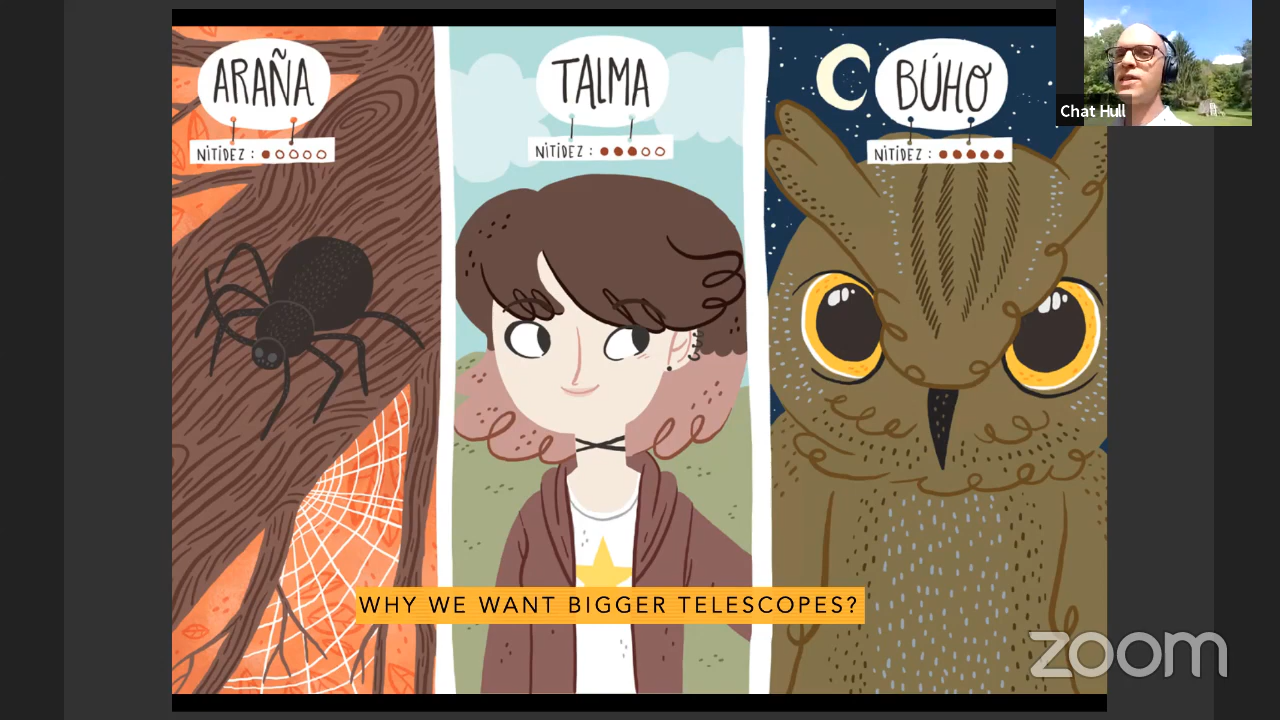 ARAÑA
NITIDEZ :
TALMA
NITIDEZ :
BÚHO
NITIDEZ :
Chat Hull
WHY WE WANT BIGGER TELESCOPES?
zoom